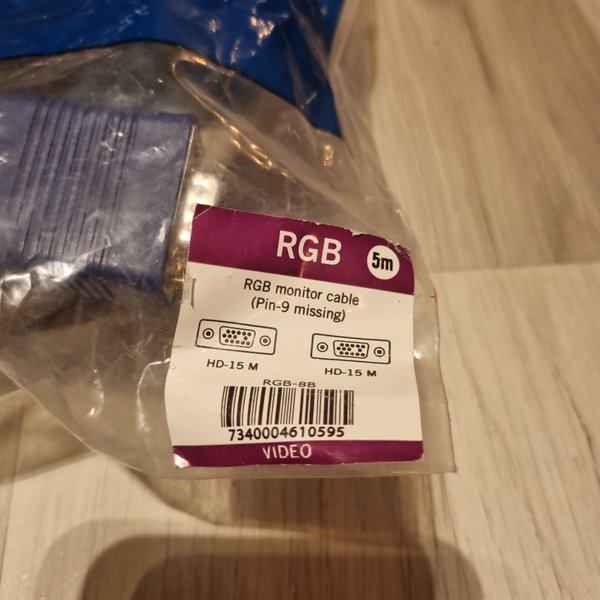 RGB
5m
RGB monitor cable
(Pin-9 missing)
HD-15 M
HD-15 M
RGB-8B
7340004610595
VIDEO